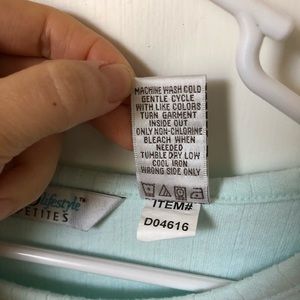 MACHINE WASH COLD
GENTLE CYCLE
WITH LIKE COLORS
TURN GARMENT
INSIDE OUT
ONLY NON-CHLORINE
BLEACH WHEN
NEEDED
TUMBLE DRY LOW
COOL IRON
WRONG SIDE ONLY
lifestyle™
ETITES
ITEM#
D04616